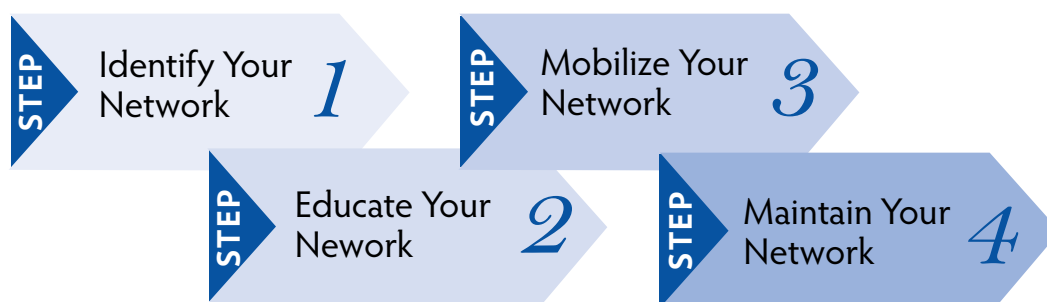 STEP
Identify Your
Network
1
STEP
Educate Your
Nework
2
STEP
Mobilize Your
Network
3
STEP
Maintain Your
Network
4